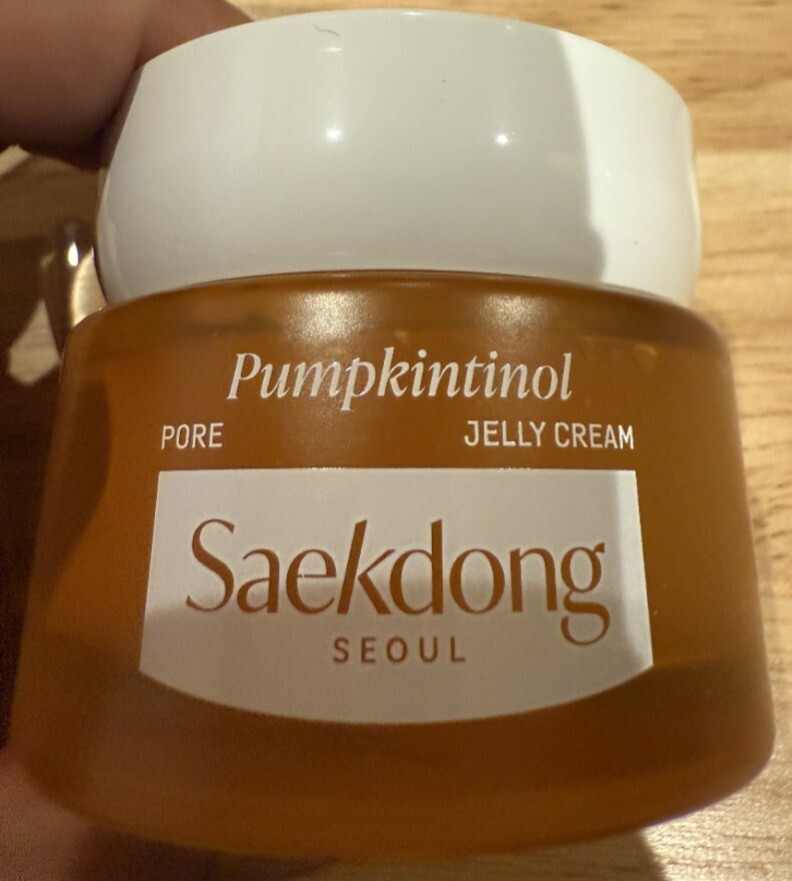 Pumpkintinol
PORE JELLY CREAM
Saekdong
SEOUL